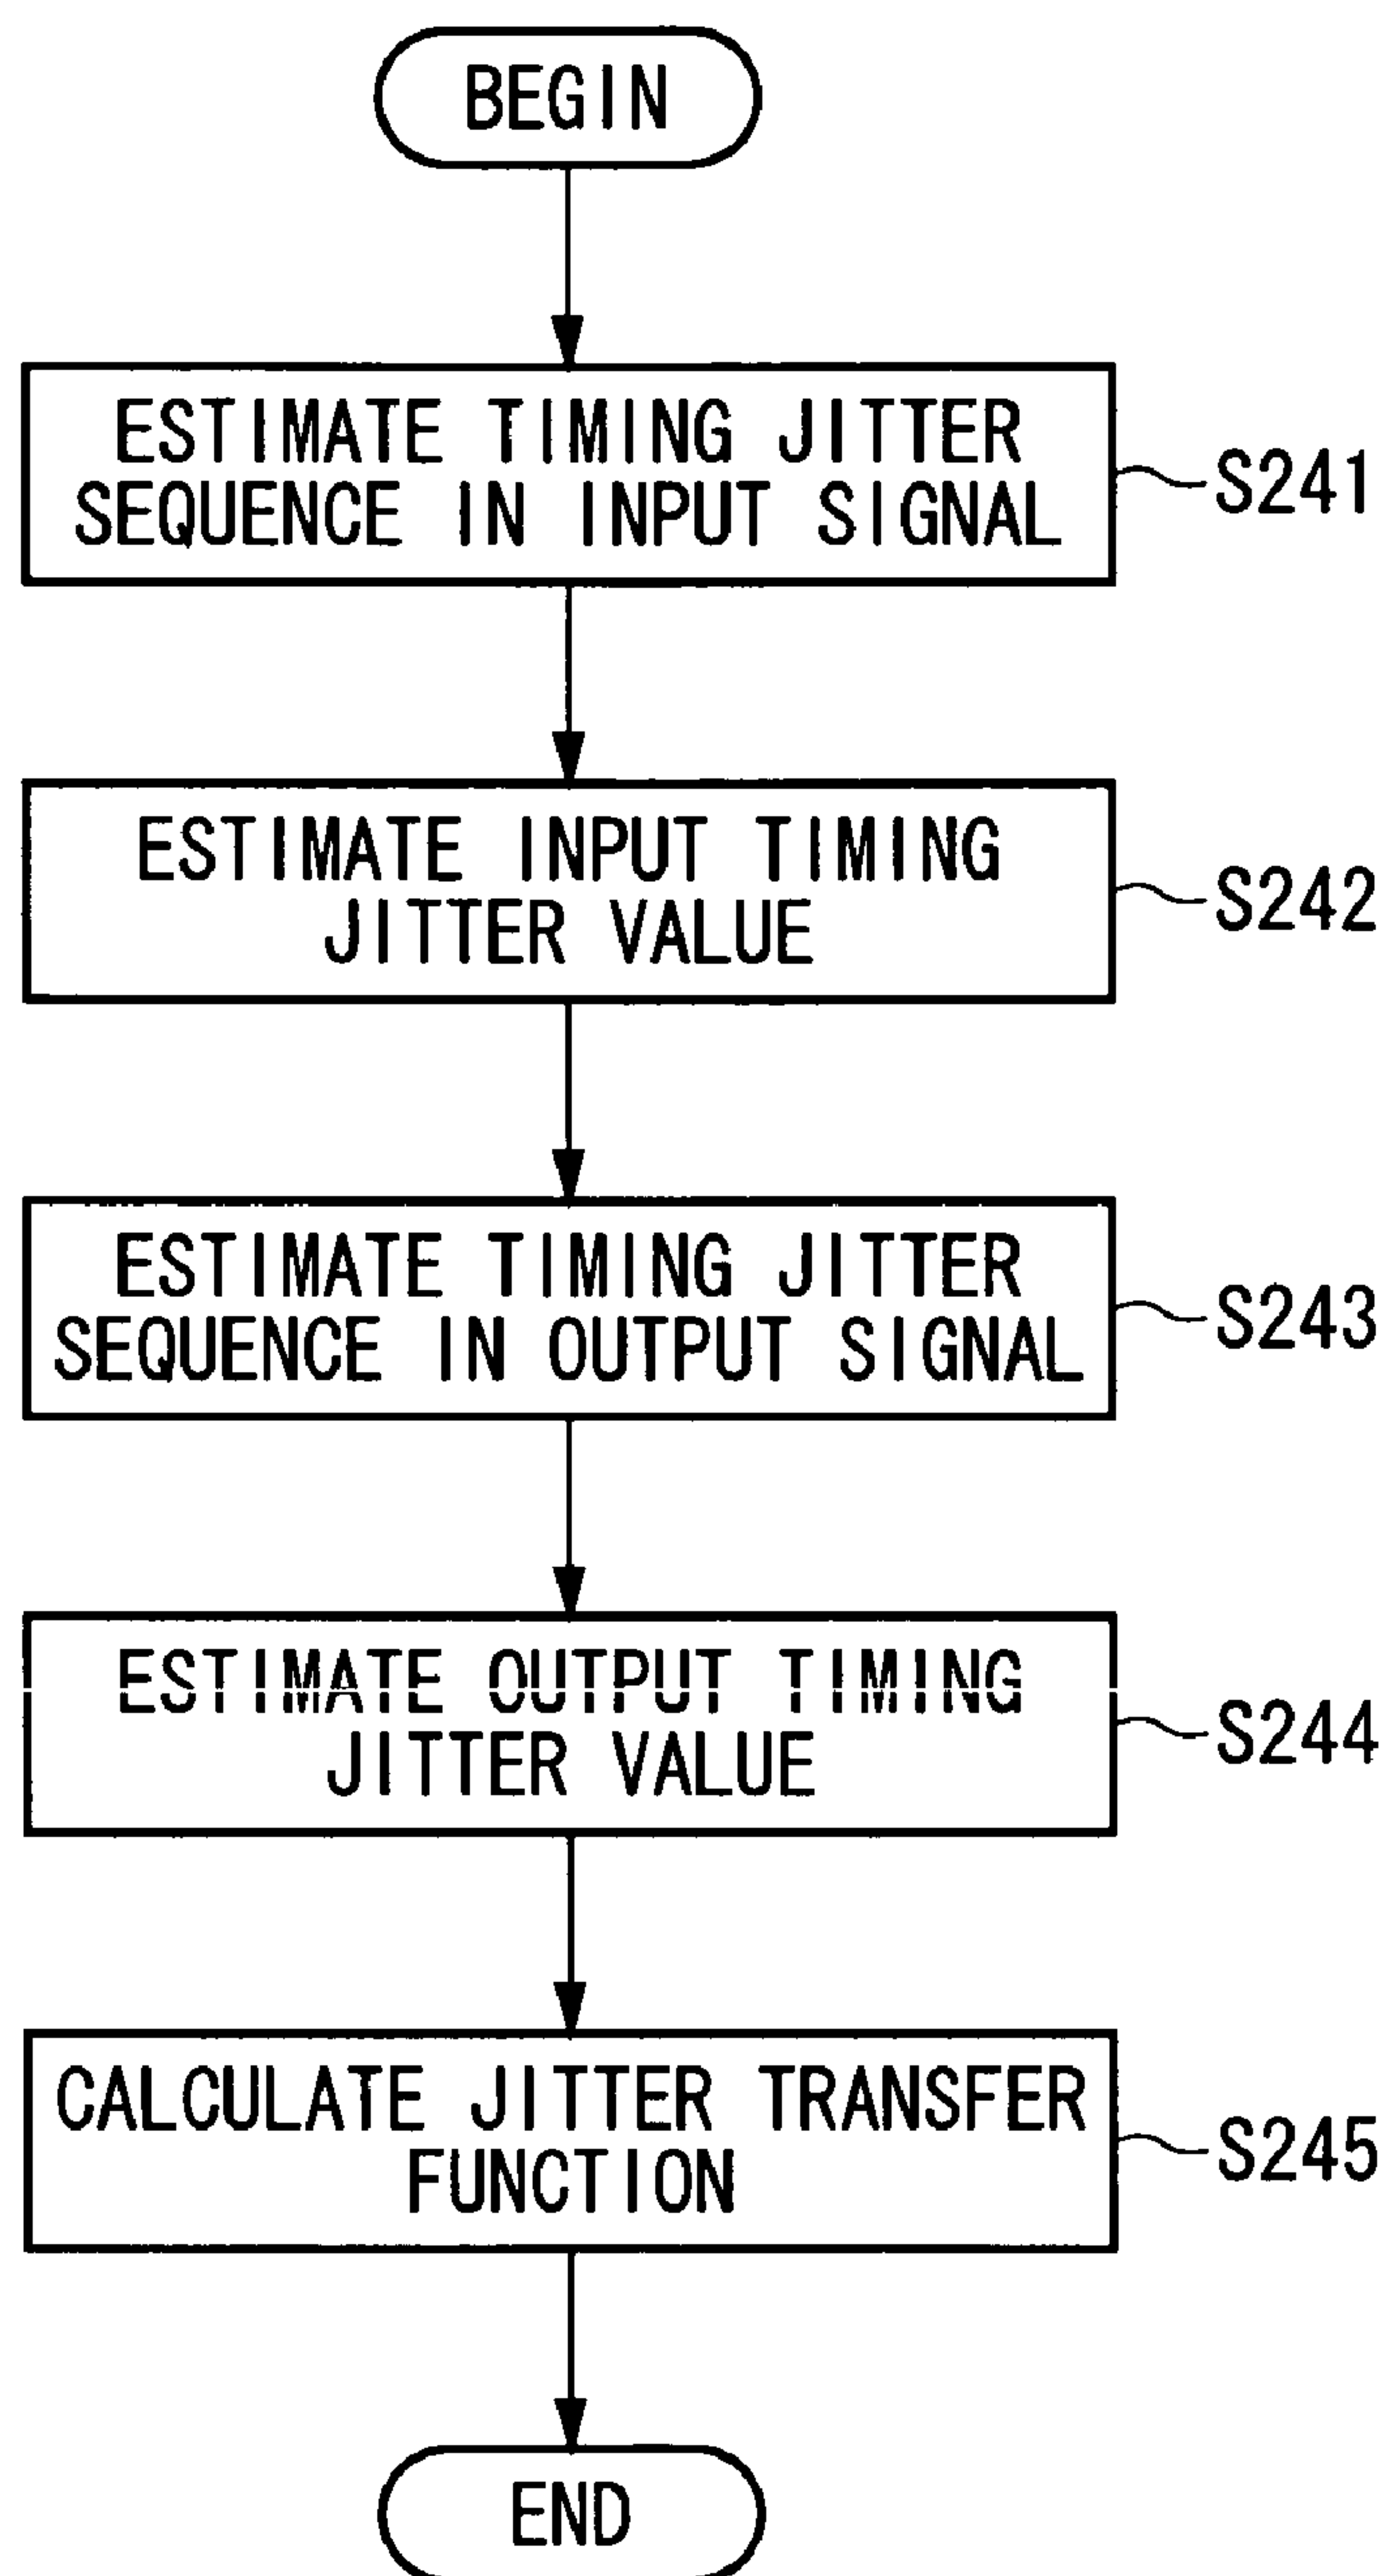 BEGIN
ESTIMATE TIMING JITTER
SEQUENCE IN INPUT SIGNAL
S241
ESTIMATE INPUT TIMING
JITTER VALUE
S242
ESTIMATE TIMING JITTER
SEQUENCE IN OUTPUT SIGNAL
S243
ESTIMATE OUTPUT TIMING
JITTER VALUE
S244
CALCULATE JITTER TRANSFER
FUNCTION
S245
END